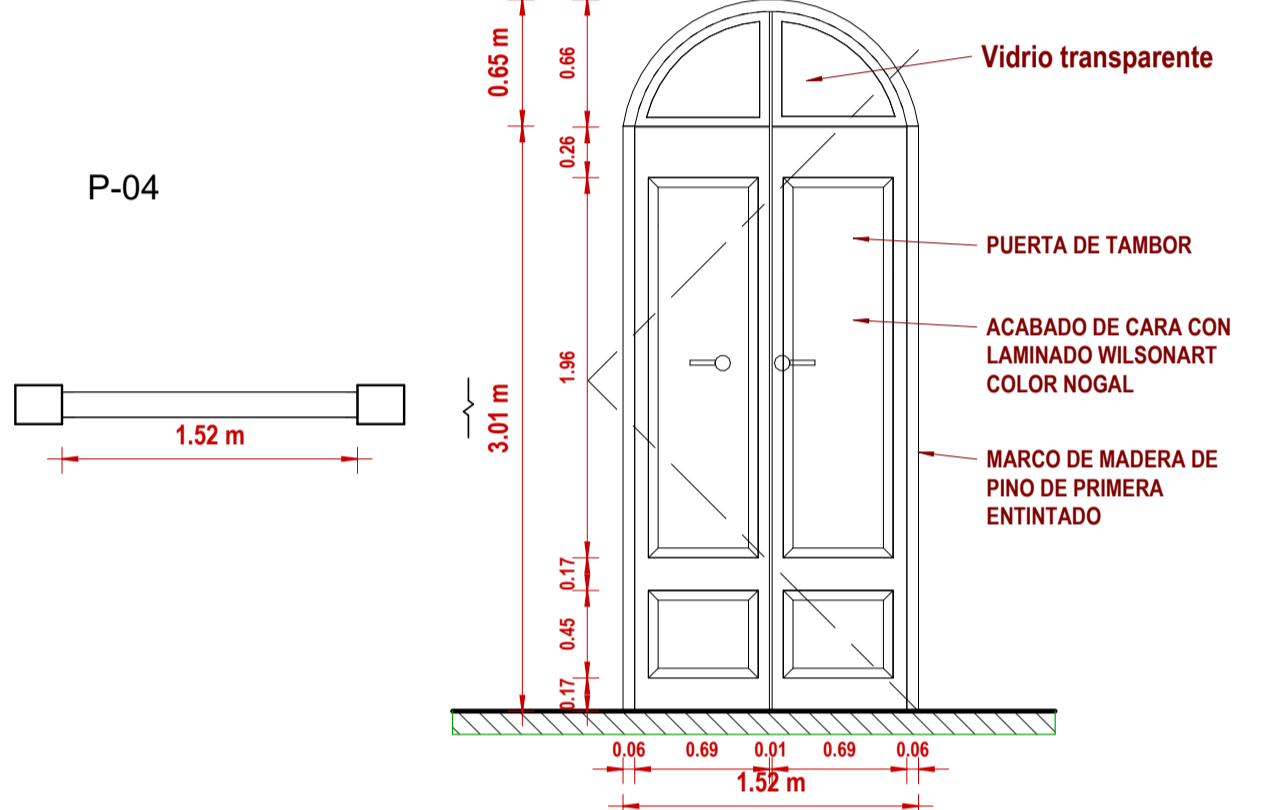 P-04
1.52 m
0.65 m
3.01 m
0.66
0.26
1.96
0.17
0.45
0.17
Vidrio transparente
PUERTA DE TAMBOR
ACABADO DE CARA CON
LAMINADO WILSONART
COLOR NOGAL
MARCO DE MADERA DE
PINO DE PRIMERA
ENTINTADO
0.06 0.69 0.01 0.69 0.06
1.52 m